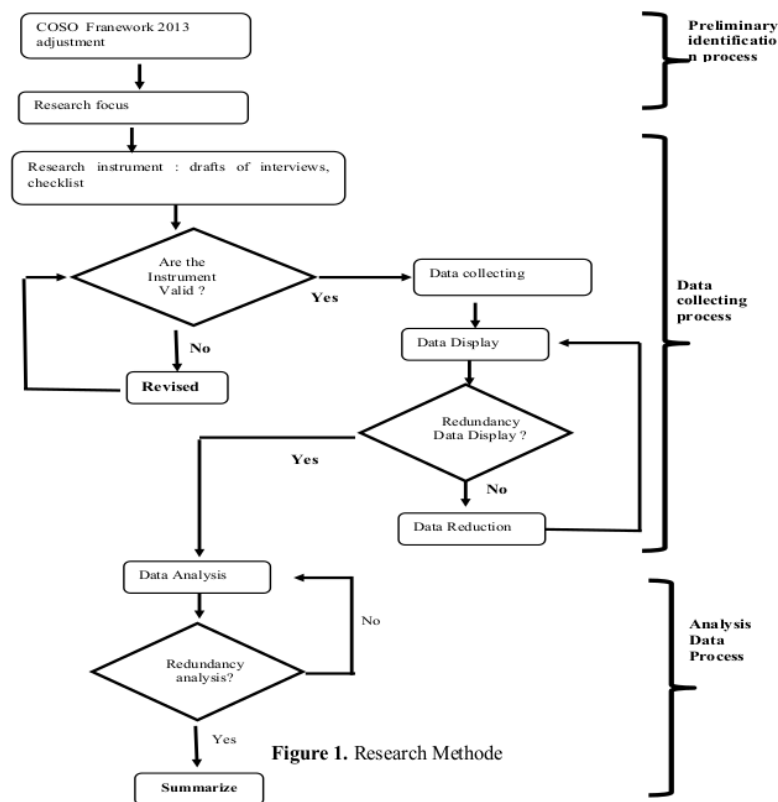 COSO Franework 2013
adjustment
Preliminary
identificatio
n process
Research focus
Research instrument : drafts of interviews,
checklist
Are the
Instrument
Valid ?
Yes
Data collecting
Data
collecting
process
No
Revised
Data Display
Redundancy
Data Display ?
Yes
No
Data Reduction
Data Analysis
No
Redundancy
analysis?
Analysis
Data
Process
Yes
Figure 1. Research Methode
Summarize